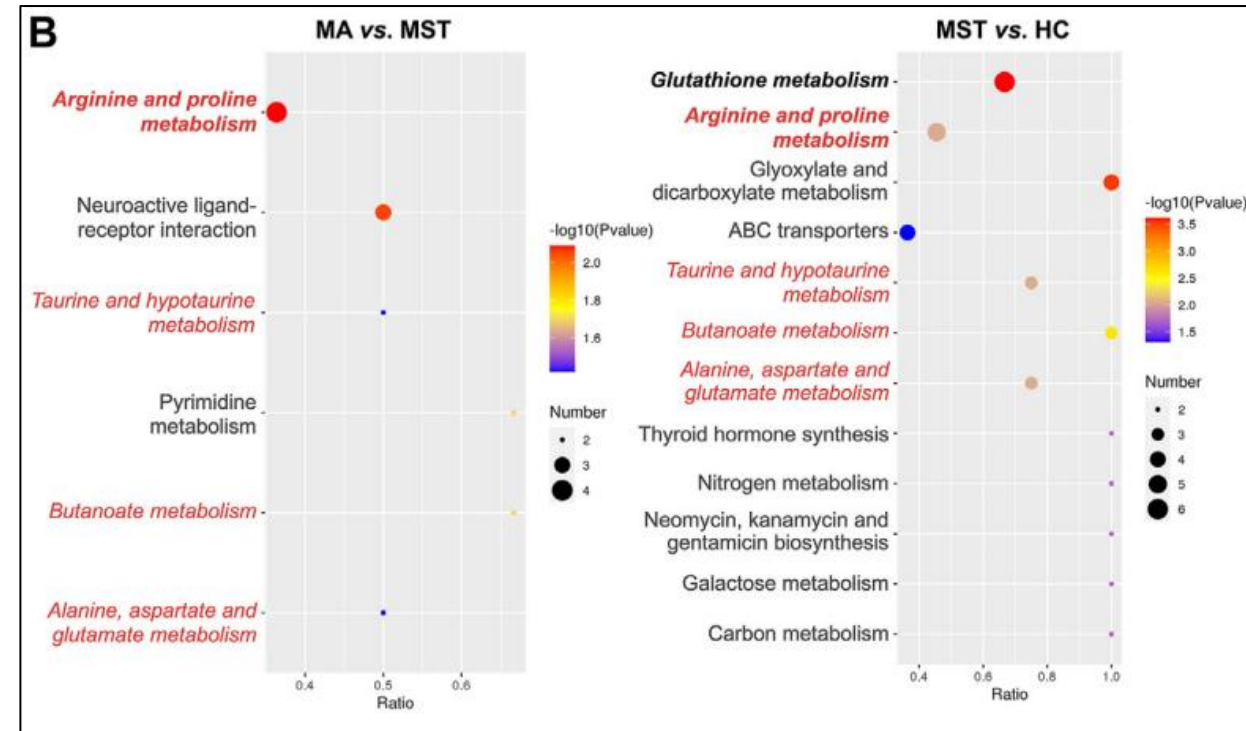 B
MA vs. MST
Arginine and proline
metabolism
Neuroactive ligand-
receptor interaction
Taurine and hypotaurine
metabolism
Pyrimidine
metabolism
Butanoate metabolism
Alanine, aspartate and
glutamate metabolism
0.4 0.5 0.6
Ratio
-log10(Pvalue)
2.0
1.8
1.6
Number
2
3
4
MST vs. HC
Glutathione metabolism
Arginine and proline
metabolism
Glyoxylate and
dicarboxylate metabolism
ABC transporters
Taurine and hypotaurine
metabolism
Butanoate metabolism
Alanine, aspartate and
glutamate metabolism
Thyroid hormone synthesis
Nitrogen metabolism
Neomycin, kanamycin and
gentamicin biosynthesis
Galactose metabolism
Carbon metabolism
0.4 0.6 0.8 1.0
Ratio
-log10(Pvalue)
3.5
3.0
2.5
2.0
1.5
Number
2
3
4
5
6